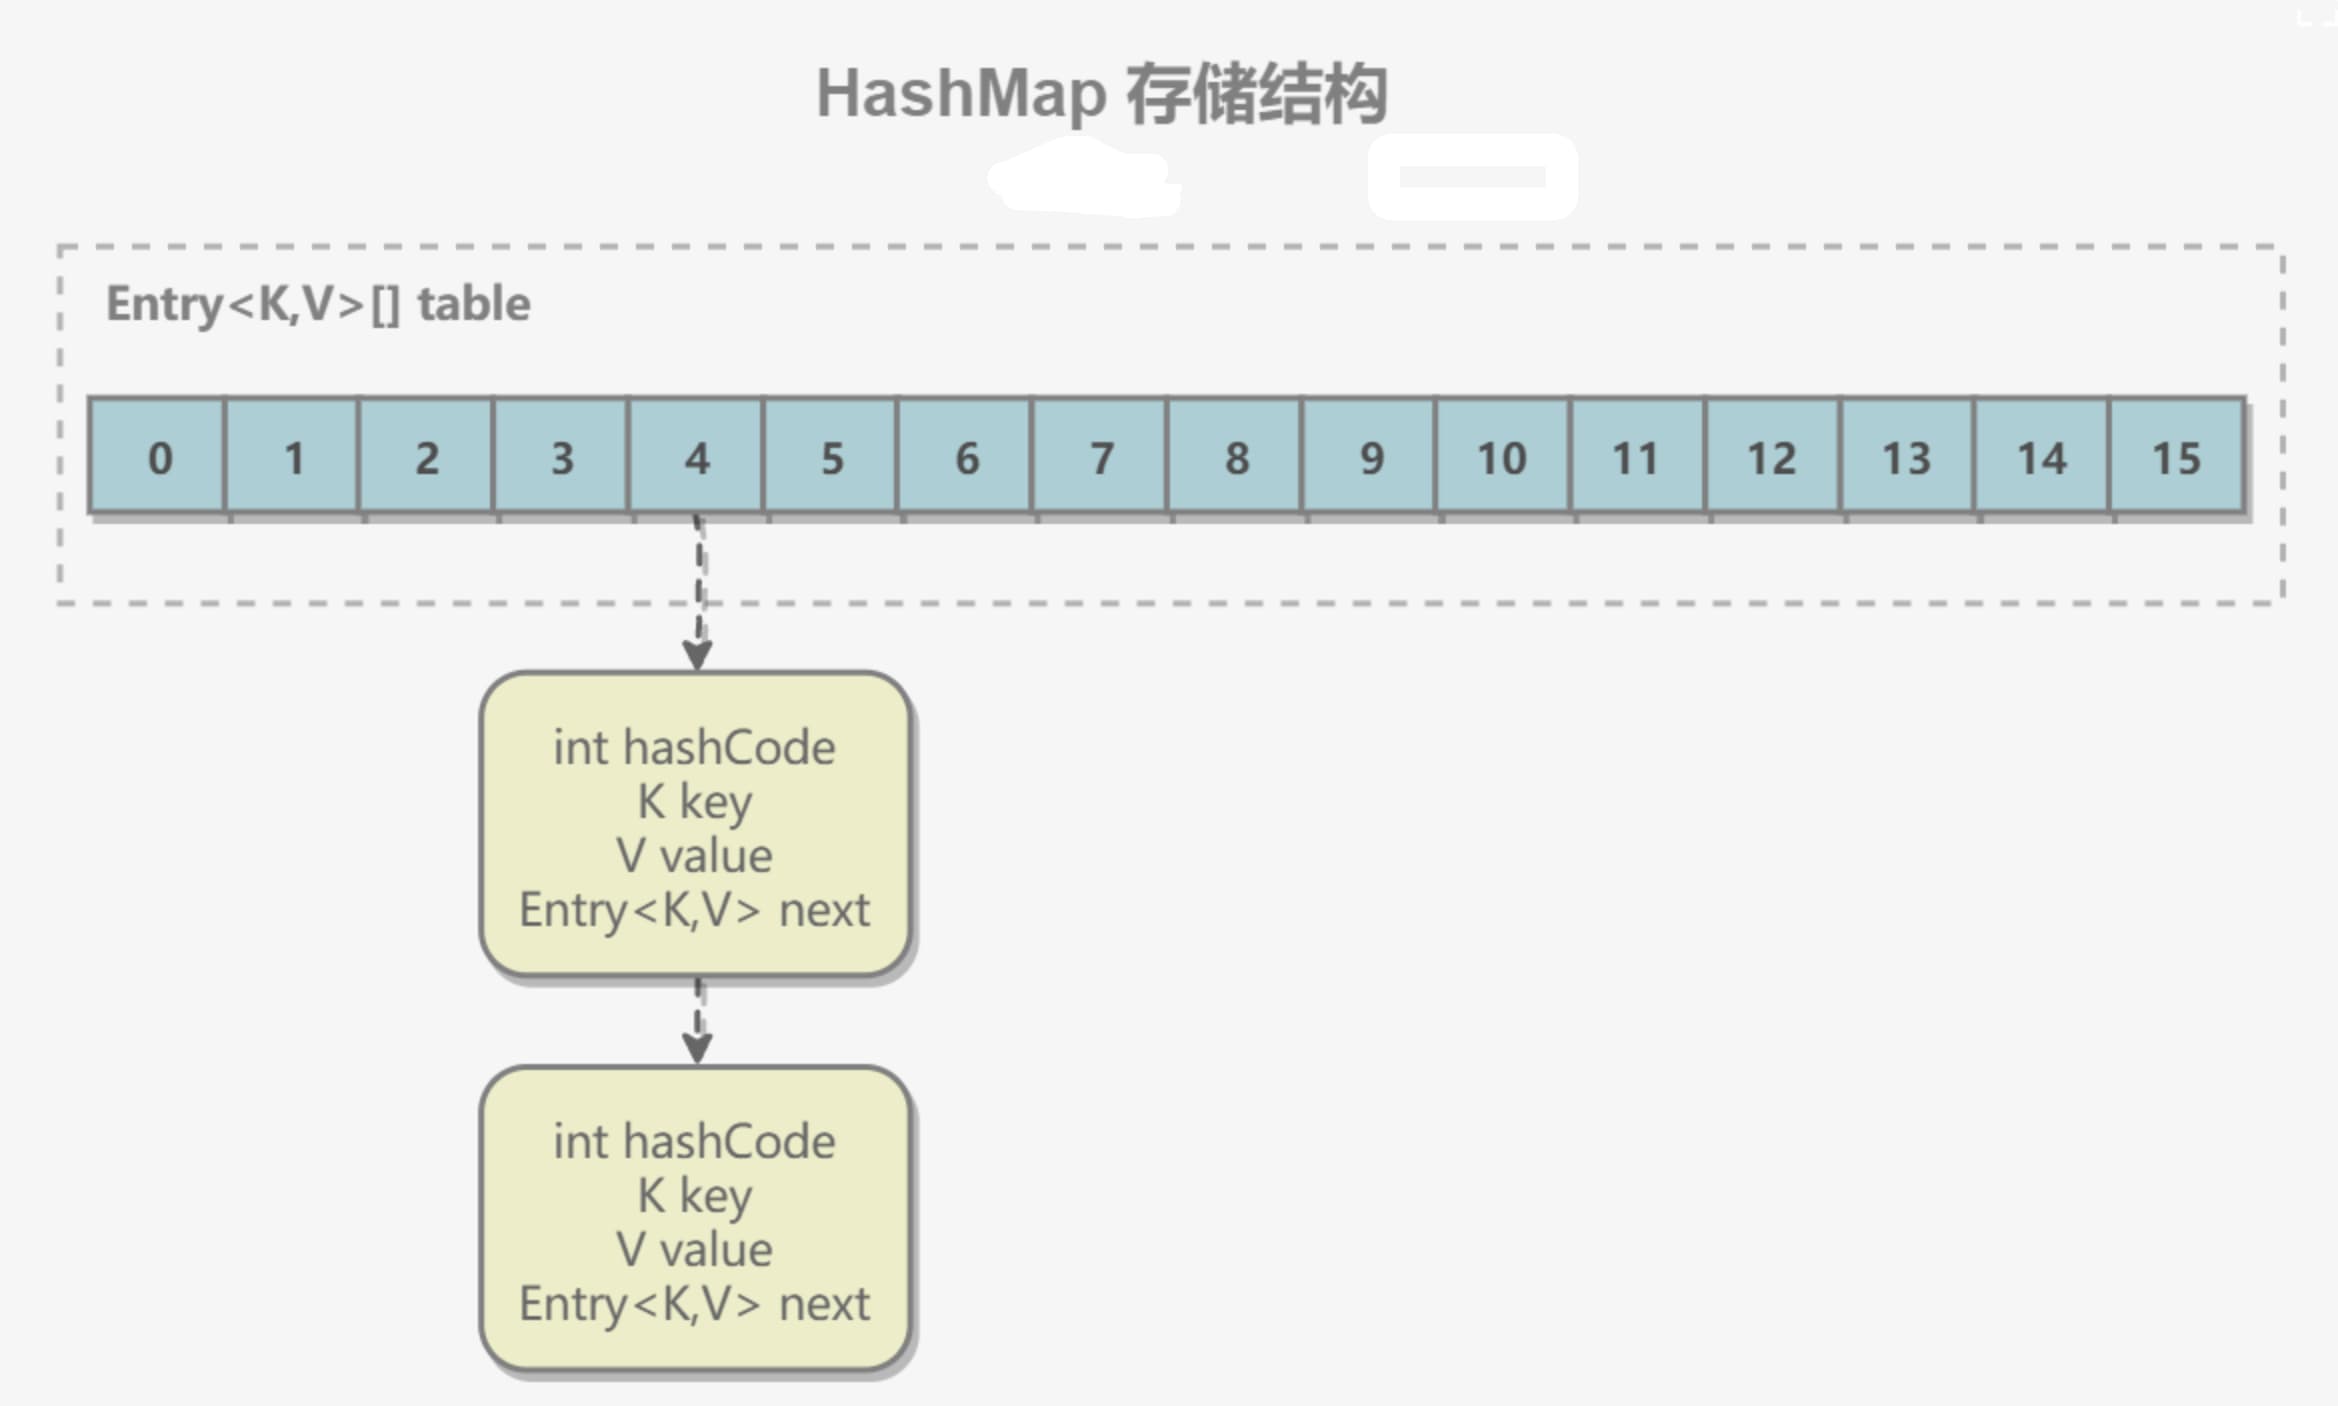 HashMap 存储结构
Entry<K,V>[] table
0 1 2 3 4 5 6 7 8 9 10 11 12 13 14 15
int hashCode
K key
V value
Entry<K,V> next
int hashCode
K key
V value
Entry<K,V> next